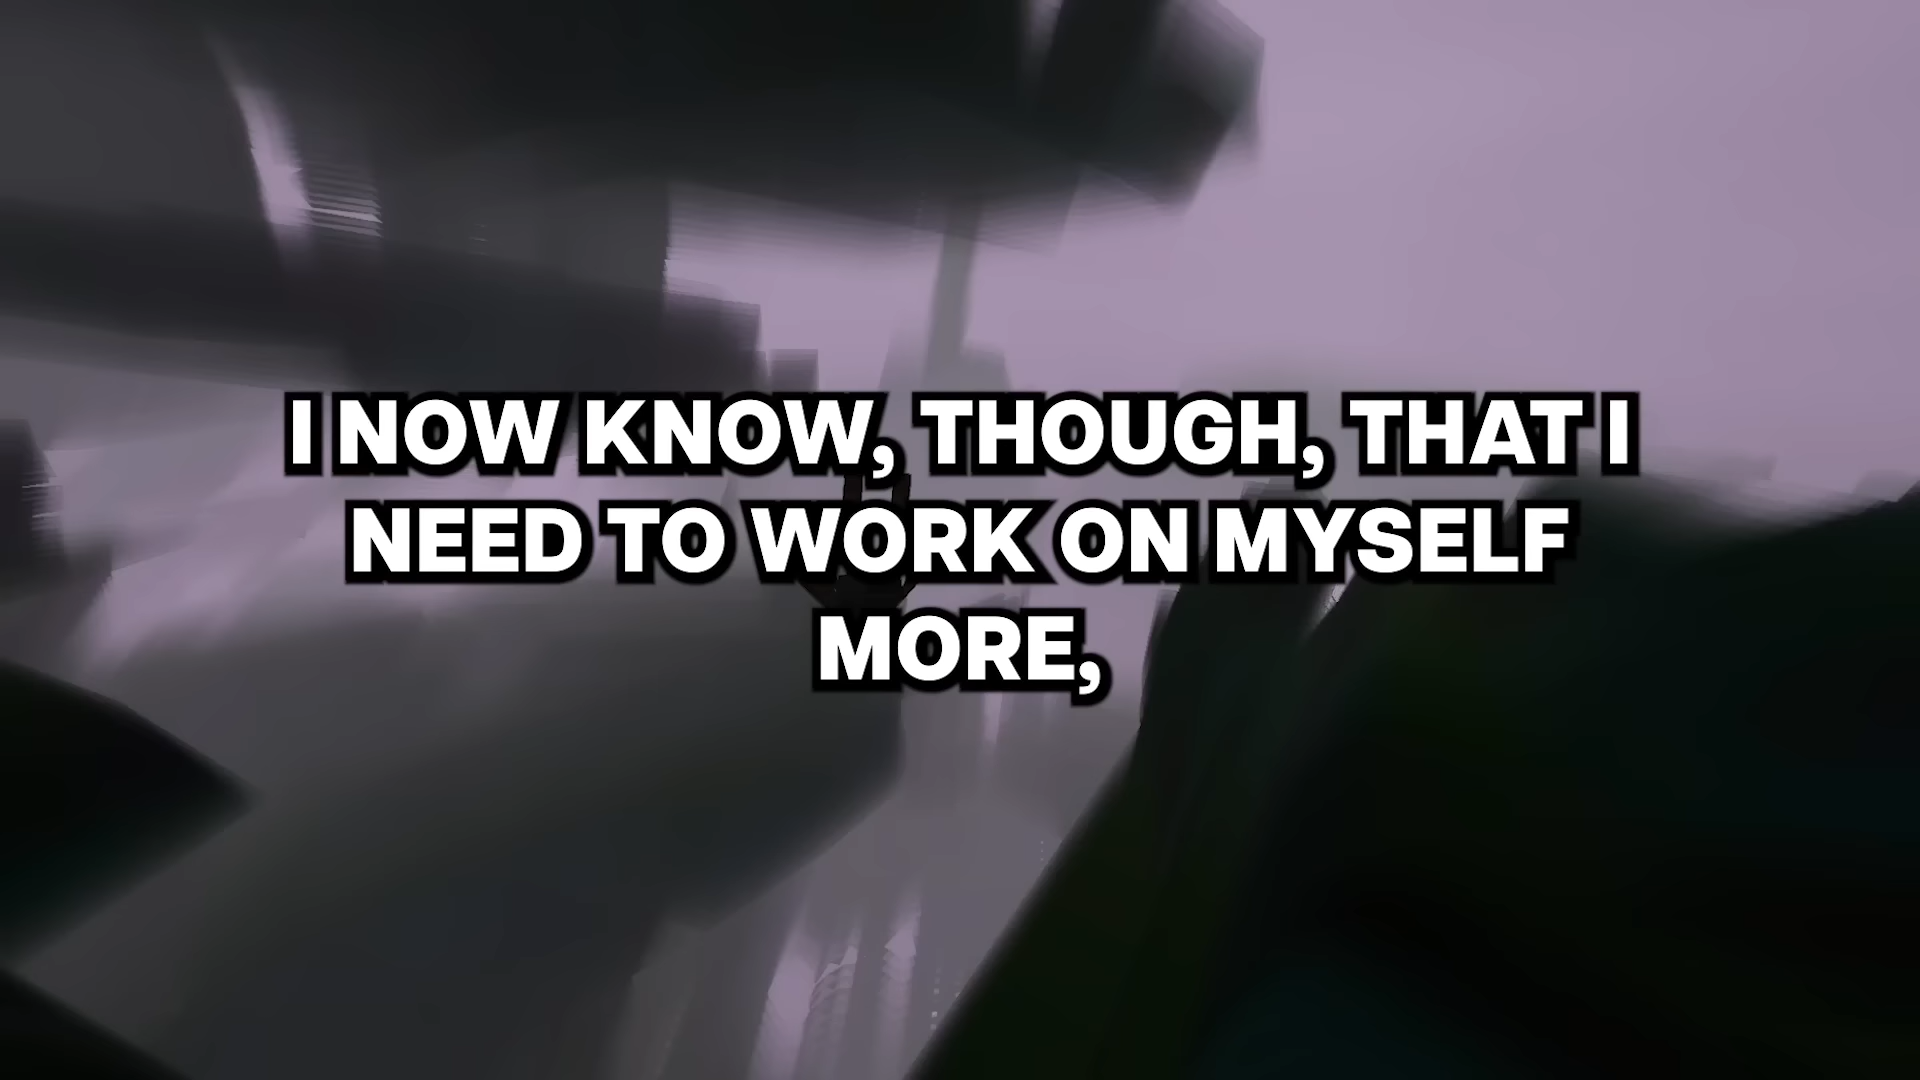 I NOW KNOW, THOUGH, THAT I
NEED TO WORK ON MYSELF
MORE,